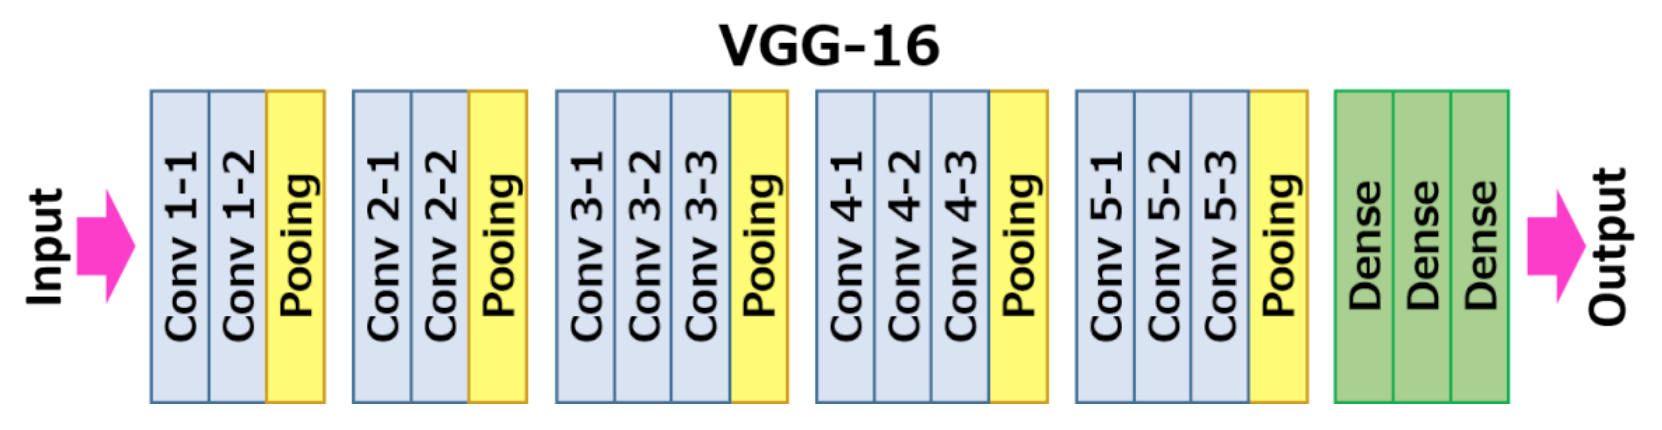 VGG-16
Input
Conv 1-1
Conv 1-2
Pooing
Conv 2-1
Conv 2-2
Pooing
Conv 3-1
Conv 3-2
Conv 3-3
Pooing
Conv 4-1
Conv 4-2
Conv 4-3
Pooing
Conv 5-1
Conv 5-2
Conv 5-3
Pooing
Dense
Dense
Dense
Output